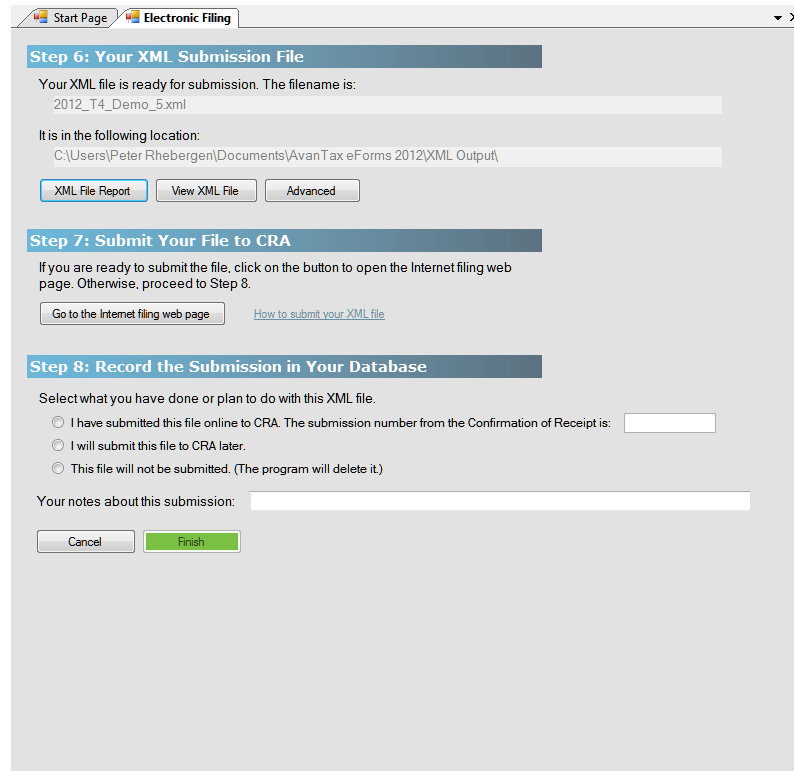 Start Page
Electronic Filing
Step 6: Your XML Submission File
Your XML file is ready for submission. The filename is:
2012_T4_Demo_5.xml
It is in the following location:
C:\Users\Peter Rhebergen\Documents\AvanTax eForms 2012\XML Output\
XML File Report
View XML File
Advanced
Step 7: Submit Your File to CRA
If you are ready to submit the file, click on the button to open the Internet filing web
page. Otherwise, proceed to Step 8.
Go to the Internet filing web page
How to submit your XML file
Step 8: Record the Submission in Your Database
Select what you have done or plan to do with this XML file.
I have submitted this file online to CRA. The submission number from the Confirmation of Receipt is:
I will submit this file to CRA later.
This file will not be submitted. (The program will delete it.)
Your notes about this submission:
Cancel
Finish